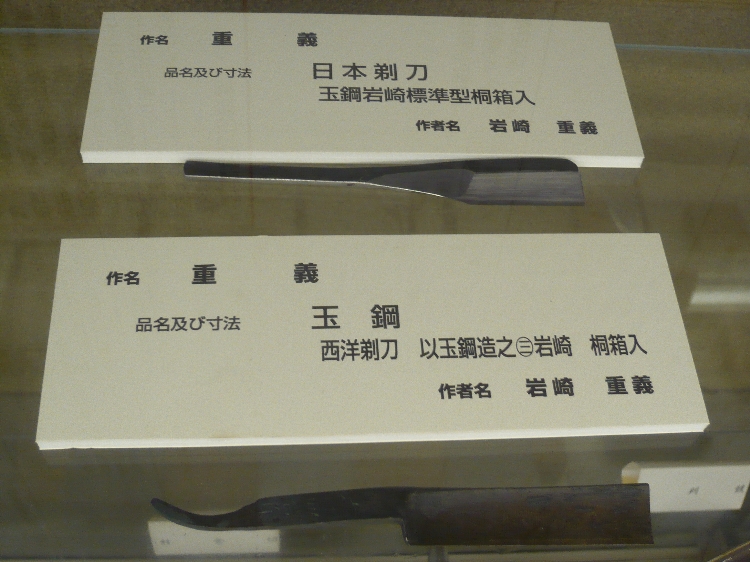 作名 重 義
品名及び寸法 日本剃刀
玉鋼岩崎標準型桐箱入
作者名 岩崎 重義
作名 重 義
品名及び寸法 玉 鋼
西洋剃刀 以玉鋼造之㊂岩崎 桐箱入
作者名 岩崎 重義